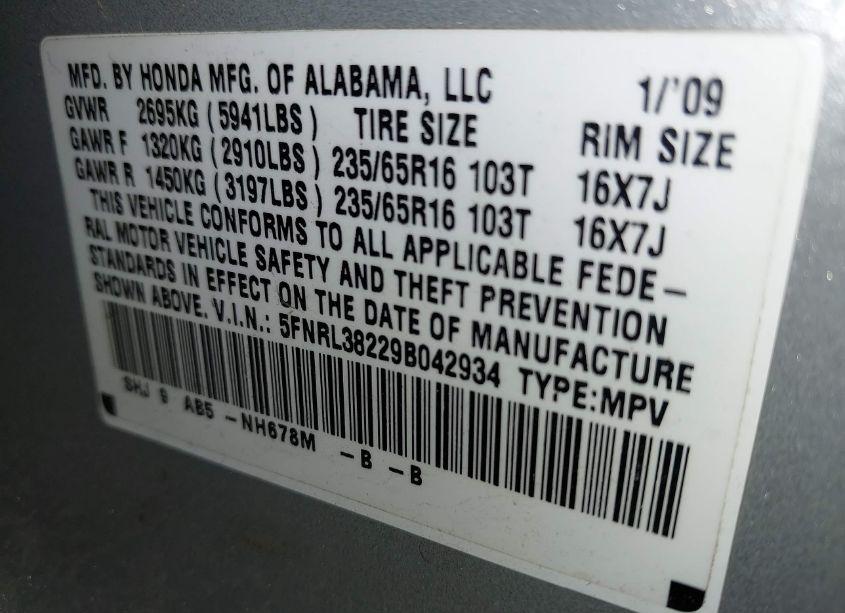 MFD. BY HONDA MFG. OF ALABAMA, LLC 1/'09
GVWR 2695KG (5941LBS) TIRE SIZE RIM SIZE
GAWR F 1320KG (2910LBS) 235/65R16 103T 16X7J
GAWR R 1450KG (3197LBS) 235/65R16 103T 16X7J
THIS VEHICLE CONFORMS TO ALL APPLICABLE FEDE-
RAL MOTOR VEHICLE SAFETY AND THEFT PREVENTION
STANDARDS IN EFFECT ON THE DATE OF MANUFACTURE
SHOWN ABOVE. V.I.N.: 5FNRL38229B042934 TYPE:MPV
SHJ 9 AB5 -NH678M -B -B